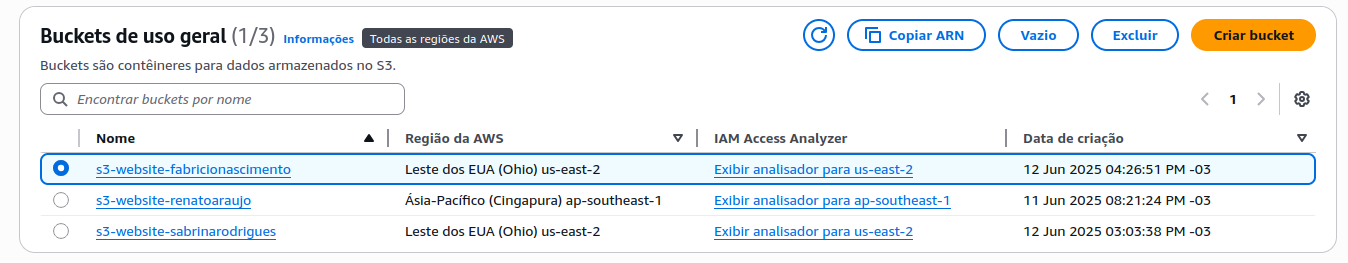 Buckets de uso geral (1/3) Informações Todas as regiões da AWS Copiar ARN Vazio Excluir Criar bucket
Buckets são contêineres para dados armazenados no S3.
Encontrar buckets por nome 1
Nome Região da AWS IAM Access Analyzer Data de criação
s3-website-fabricionascimento Leste dos EUA (Ohio) us-east-2 Exibir analisador para us-east-2 12 Jun 2025 04:26:51 PM -03
s3-website-renatoaraujo Ásia-Pacífico (Cingapura) ap-southeast-1 Exibir analisador para ap-southeast-1 11 Jun 2025 08:21:24 PM -03
s3-website-sabrinarodrigues Leste dos EUA (Ohio) us-east-2 Exibir analisador para us-east-2 12 Jun 2025 03:03:38 PM -03